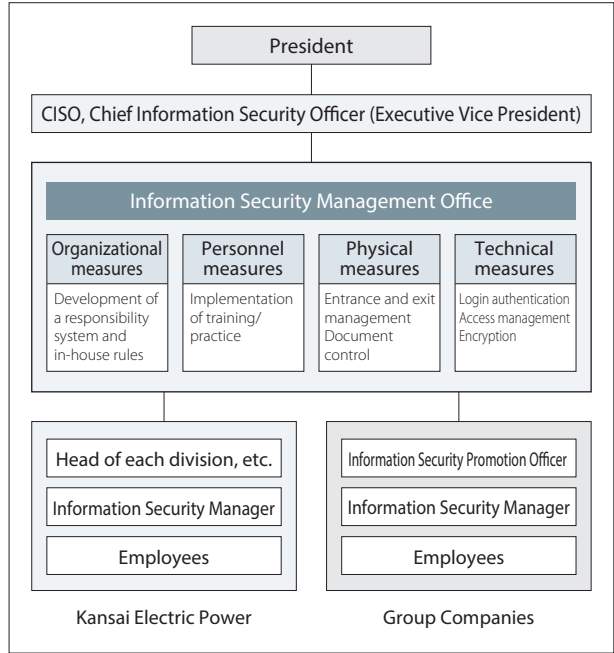 President
CISO, Chief Information Security Officer (Executive Vice President)
Information Security Management Office
Organizational
measures
Development of
a responsibility
system and
in-house rules
Personnel
measures
Implementation
of training/
practice
Physical
measures
Entrance and exit
management
Document
control
Technical
measures
Login authentication
Access management
Encryption
Head of each division, etc.
Information Security Manager
Employees
Kansai Electric Power
Information Security Promotion Officer
Information Security Manager
Employees
Group Companies